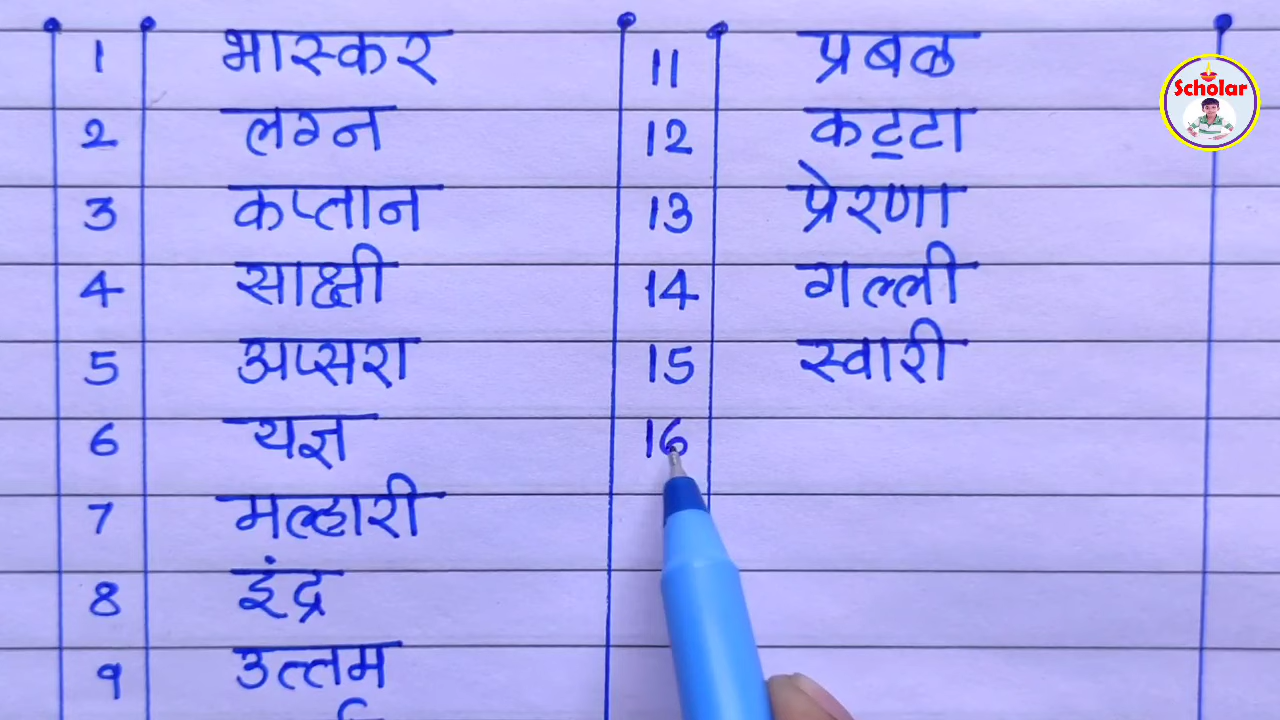 1 भास्कर
2 लग्न
3 कप्तान
4 साक्षी
5 अप्सरा
6 यज्ञ
7 मल्हारी
8 इंद्र
9 उत्तम
11 प्रबळ
12 कट्टा
13 प्रेरणा
14 गल्ली
15 स्वारी
16
Scholar